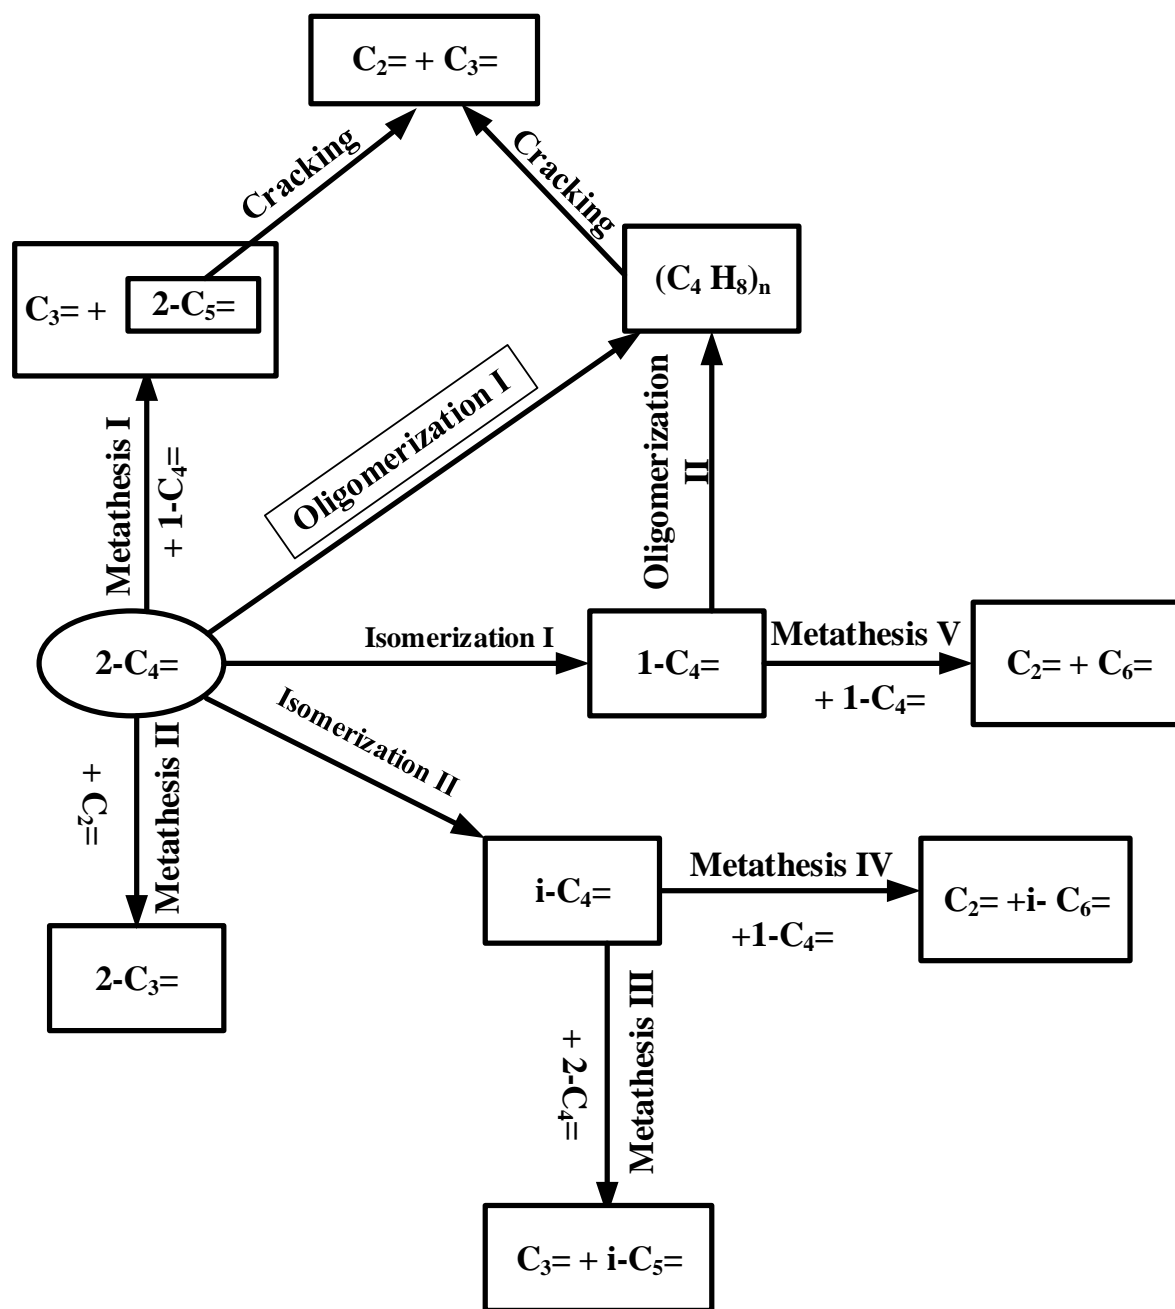 C₂= + C₃=
Cracking
Cracking
C₃= +
2-C₅=
(C₄ H₈)ₙ
Oligomerization I
Oligomerization
II
Metathesis I
+ 1-C₄=
2-C₄=
Isomerization I
1-C₄=
Metathesis V
+ 1-C₄=
C₂= + C₆=
Isomerization II
Metathesis II
+ C₂=
2-C₃=
i-C₄=
Metathesis IV
+1-C₄=
C₂= +i- C₆=
Metathesis III
+ 2-C₄=
C₃= + i-C₅=